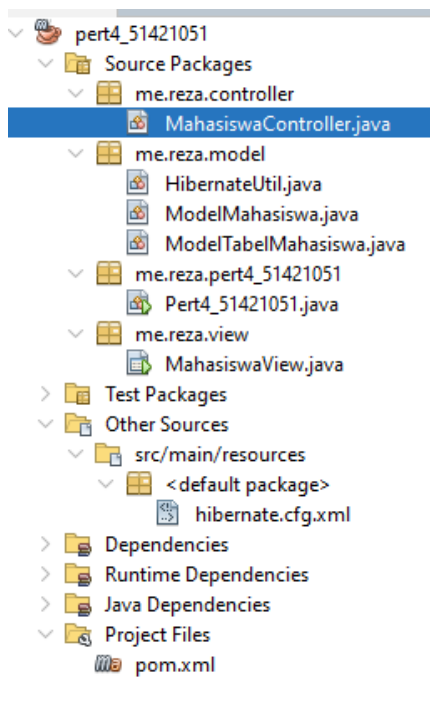 pert4_51421051
Source Packages
me.reza.controller
MahasiswaController.java
me.reza.model
HibernateUtil.java
ModelMahasiswa.java
ModelTabelMahasiswa.java
me.reza.pert4_51421051
Pert4_51421051.java
me.reza.view
MahasiswaView.java
Test Packages
Other Sources
src/main/resources
<default package>
hibernate.cfg.xml
Dependencies
Runtime Dependencies
Java Dependencies
Project Files
pom.xml